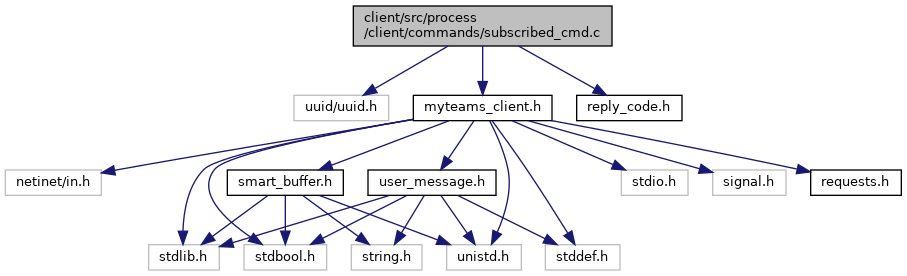 client/src/process
/client/commands/subscribed_cmd.c
uuid/uuid.h
myteams_client.h
reply_code.h
netinet/in.h
smart_buffer.h
user_message.h
stdio.h
signal.h
requests.h
stdlib.h
stdbool.h
string.h
unistd.h
stddef.h